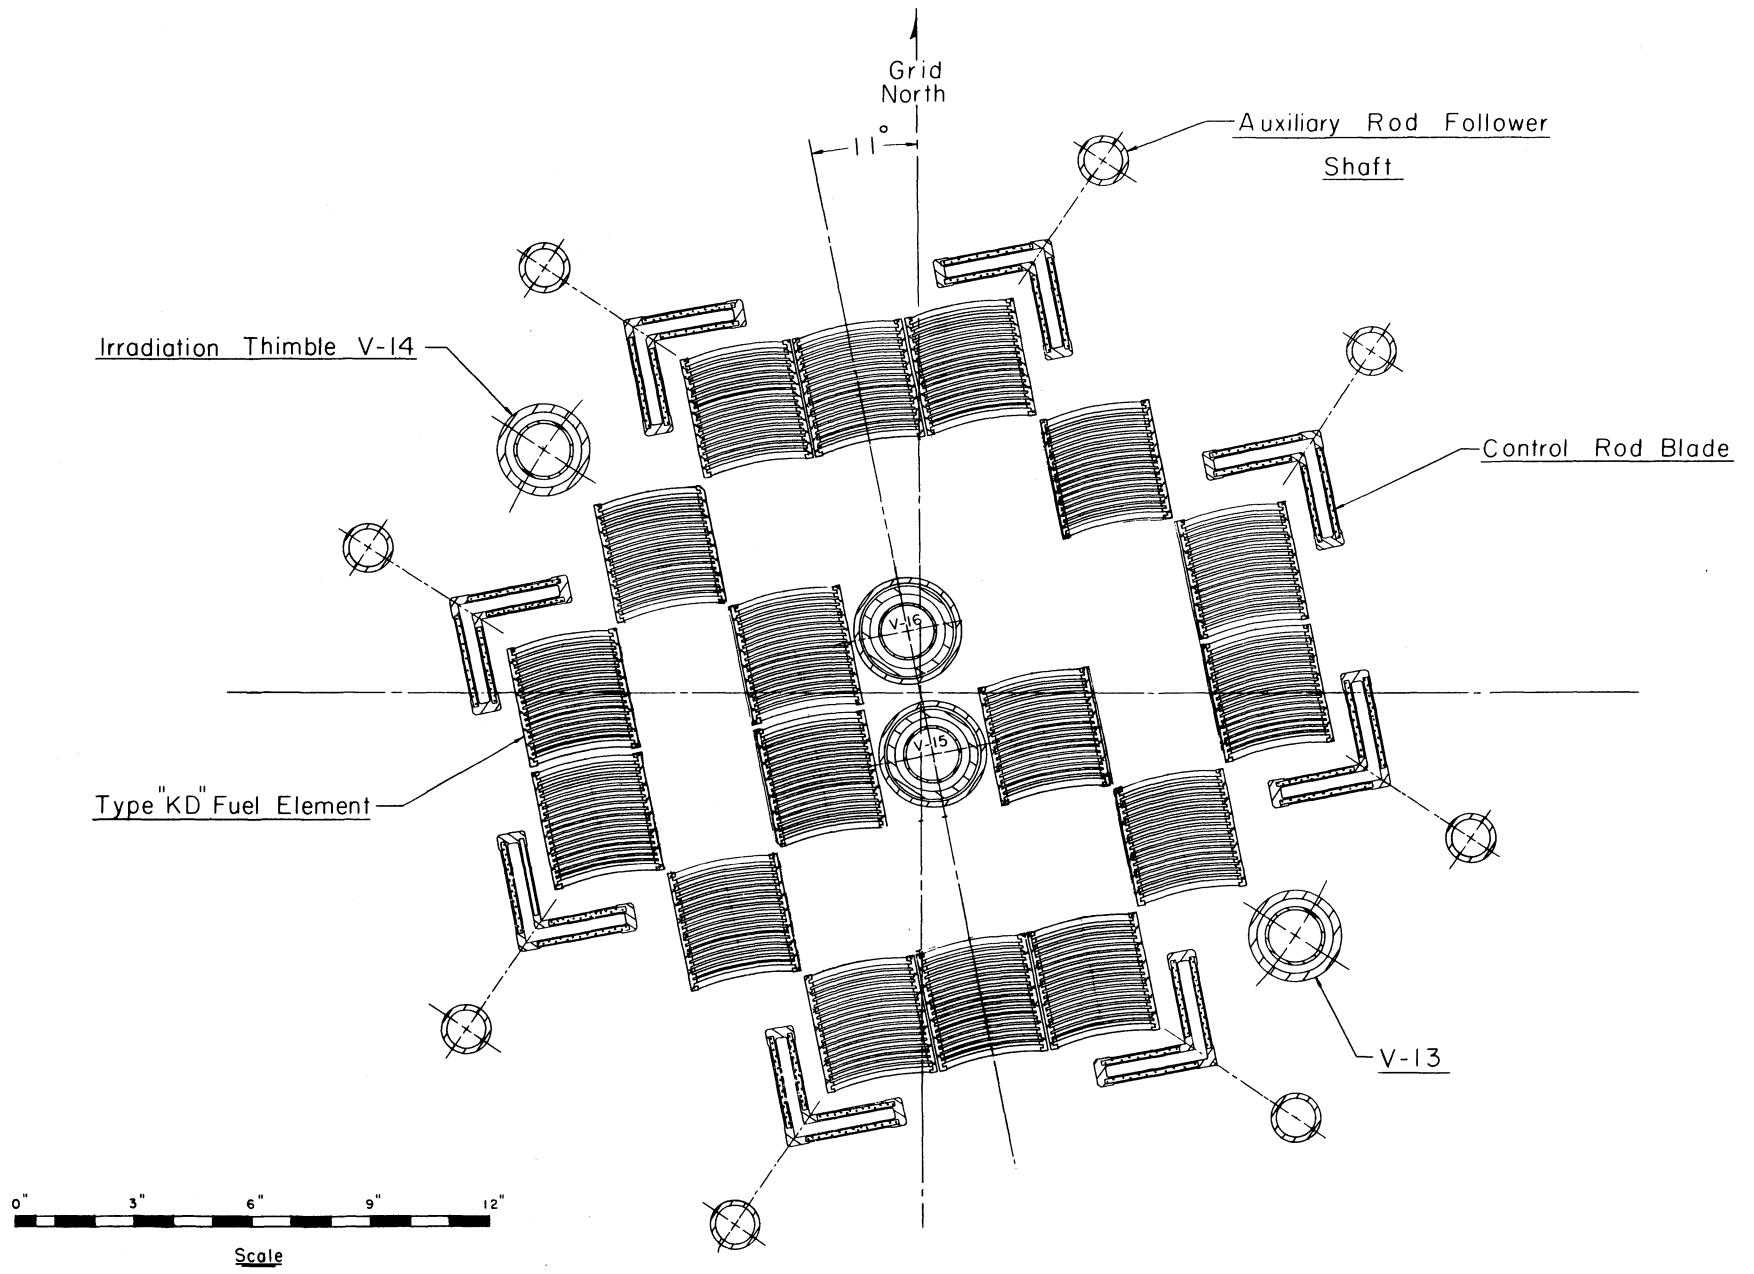 Grid
North
11°
Auxiliary Rod Follower
Shaft
Irradiation Thimble V-14
Control Rod Blade
V-16
V-15
Type "KD" Fuel Element
V-13
0" 3" 6" 9" 12"
Scale